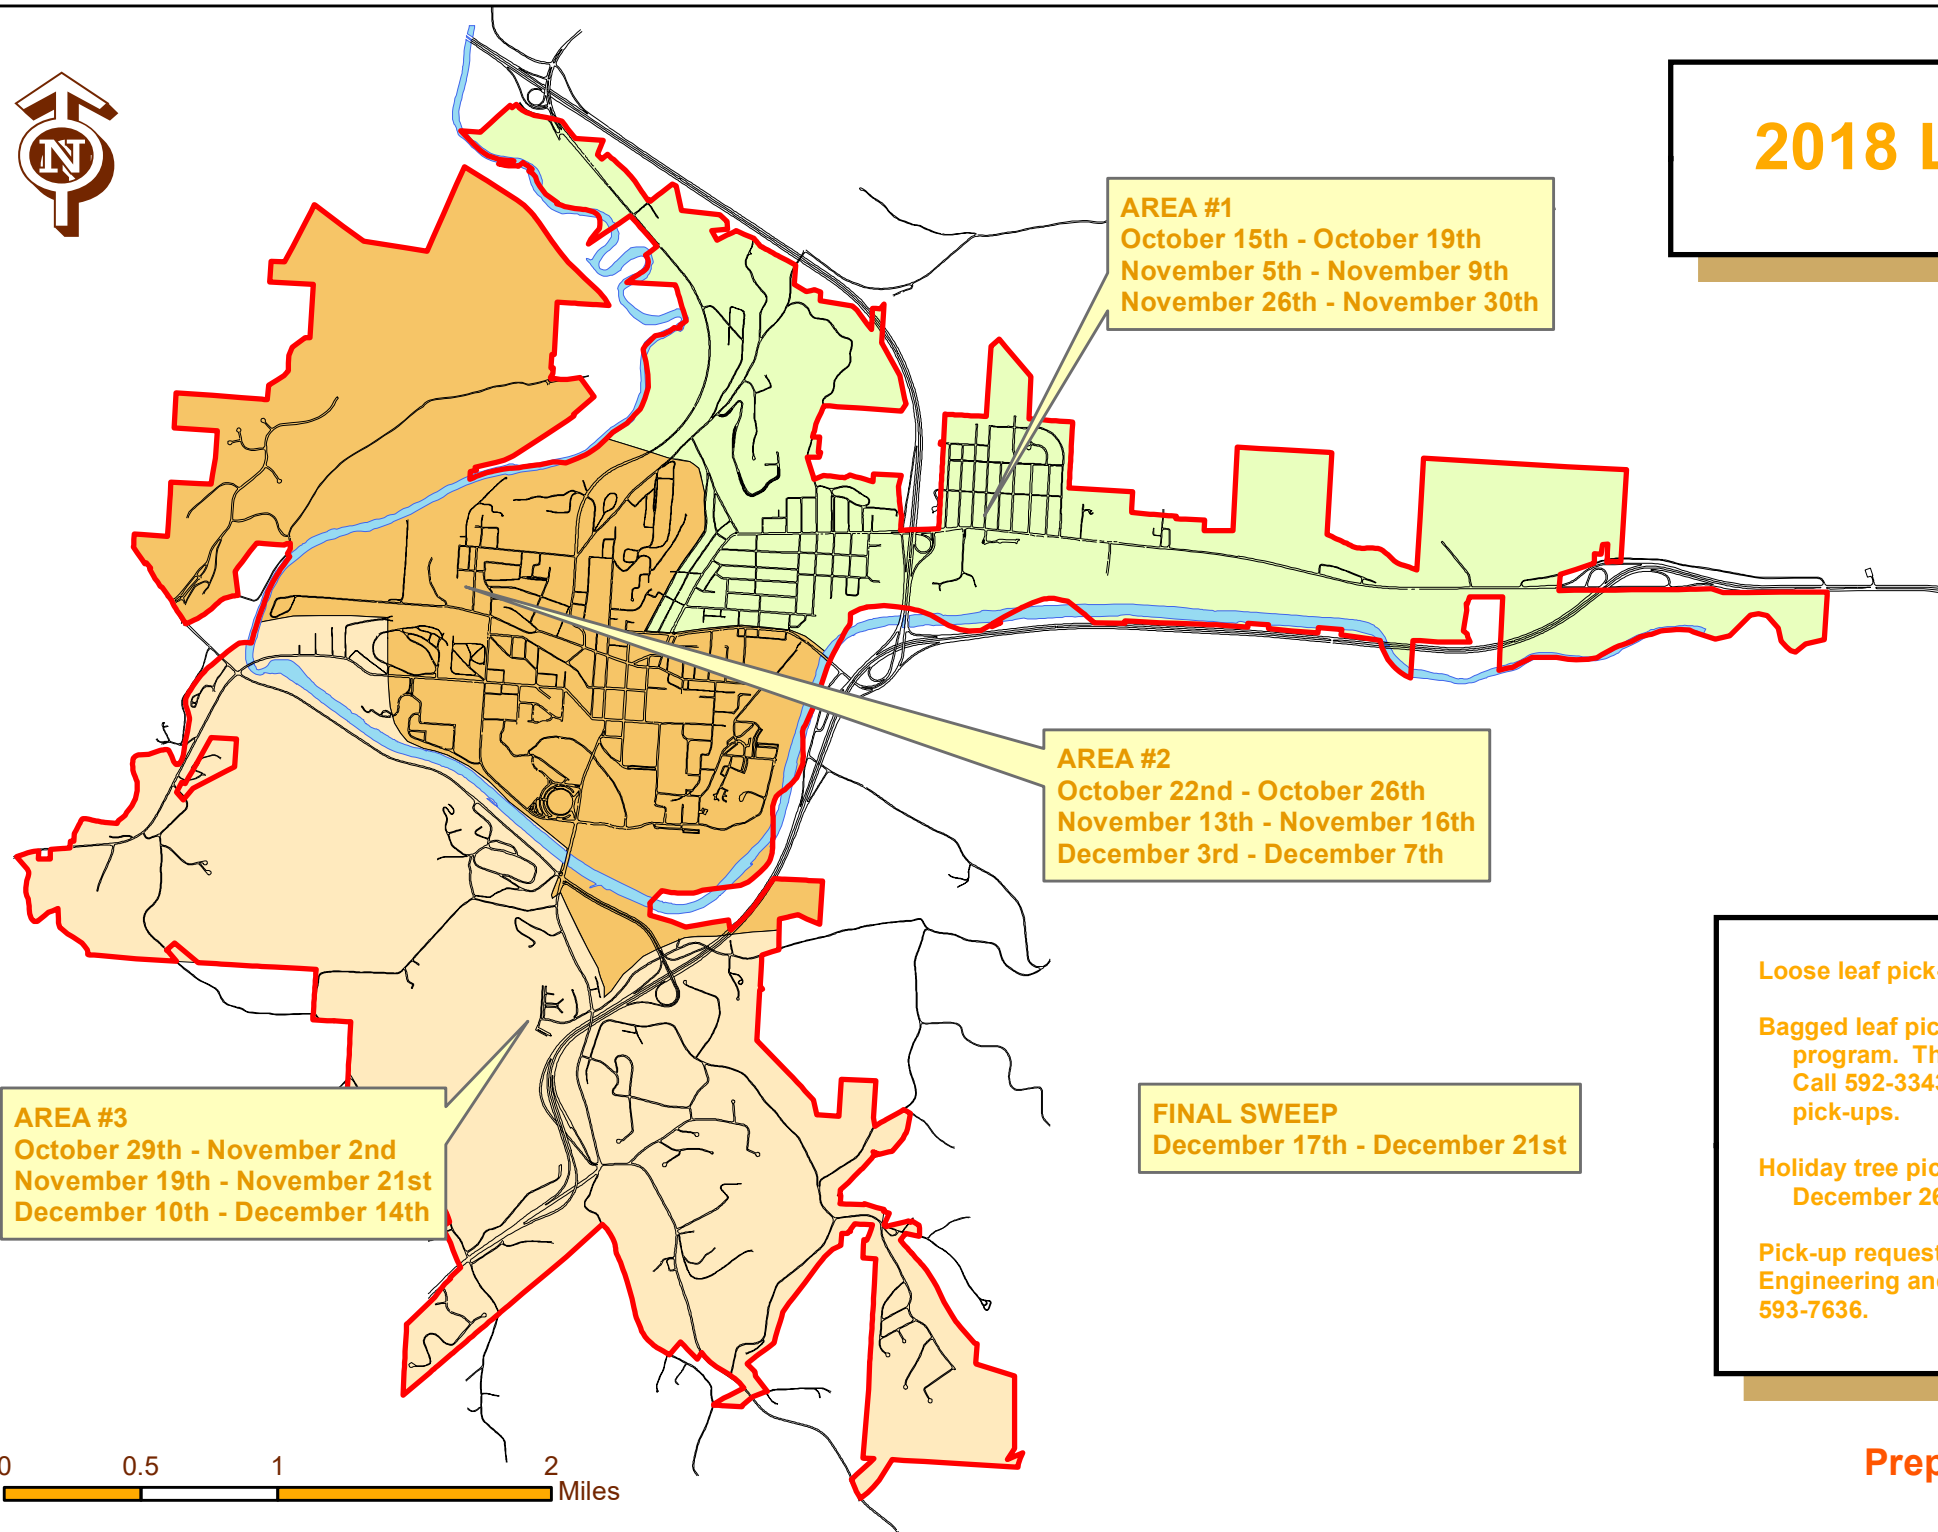 N
2018 L
AREA #1
October 15th - October 19th
November 5th - November 9th
November 26th - November 30th
AREA #2
October 22nd - October 26th
November 13th - November 16th
December 3rd - December 7th
Loose leaf pick-
Bagged leaf pic
program. Th
Call 592-3343
pick-ups.
Holiday tree pic
December 26
Pick-up request
Engineering and
593-7636.
AREA #3
October 29th - November 2nd
November 19th - November 21st
December 10th - December 14th
FINAL SWEEP
December 17th - December 21st
0 0.5 1 2
Miles
Prep